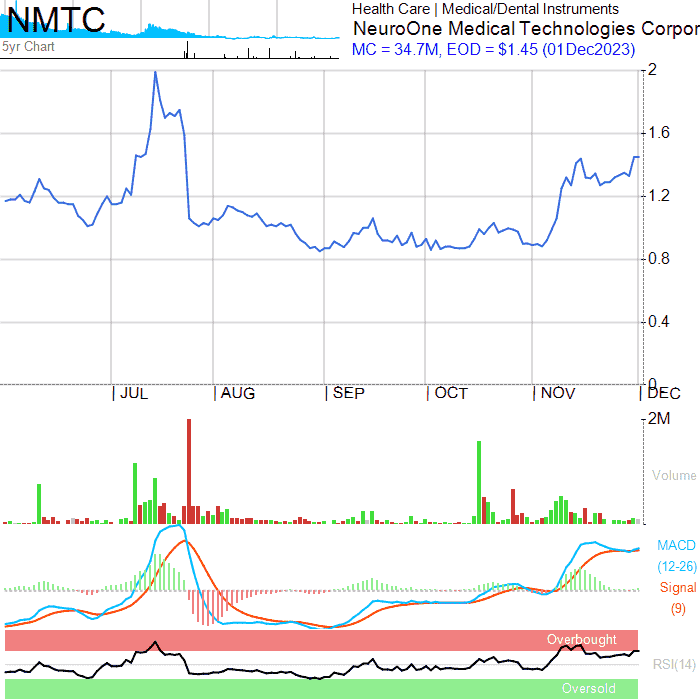 NMTC
5yr Chart
Health Care | Medical/Dental Instruments
NeuroOne Medical Technologies Corpor
MC = 34.7M, EOD = $1.45 (01Dec2023)
2
1.6
1.2
0.8
0.4
0
JUL AUG SEP OCT NOV DEC
2M
Volume
MACD
(12-26)
Signal
(9)
Overbought
RSI(14)
Oversold